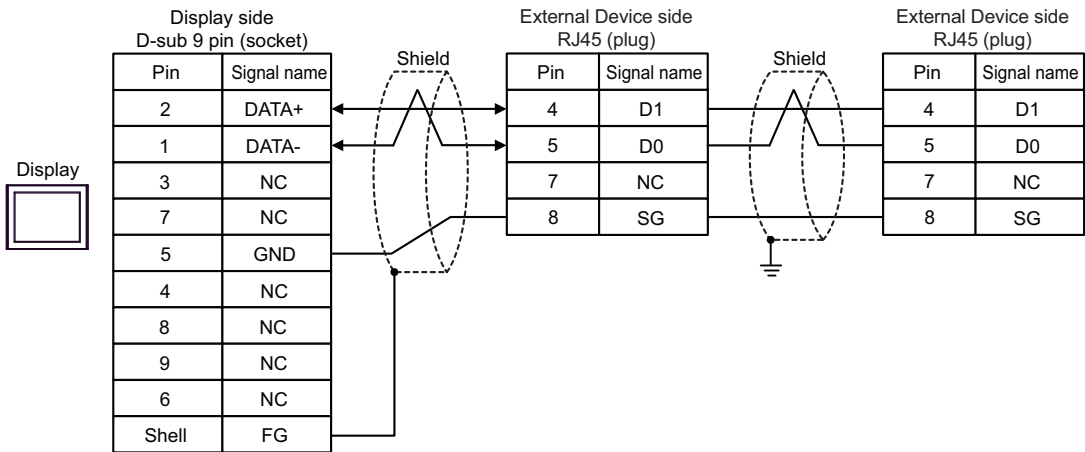 Display side
D-sub 9 pin (socket)
Pin Signal name
2 DATA+
1 DATA-
3 NC
7 NC
5 GND
4 NC
8 NC
9 NC
6 NC
Shell FG
Display
Shield
External Device side
RJ45 (plug)
Pin Signal name
4 D1
5 D0
7 NC
8 SG
Shield
External Device side
RJ45 (plug)
Pin Signal name
4 D1
5 D0
7 NC
8 SG